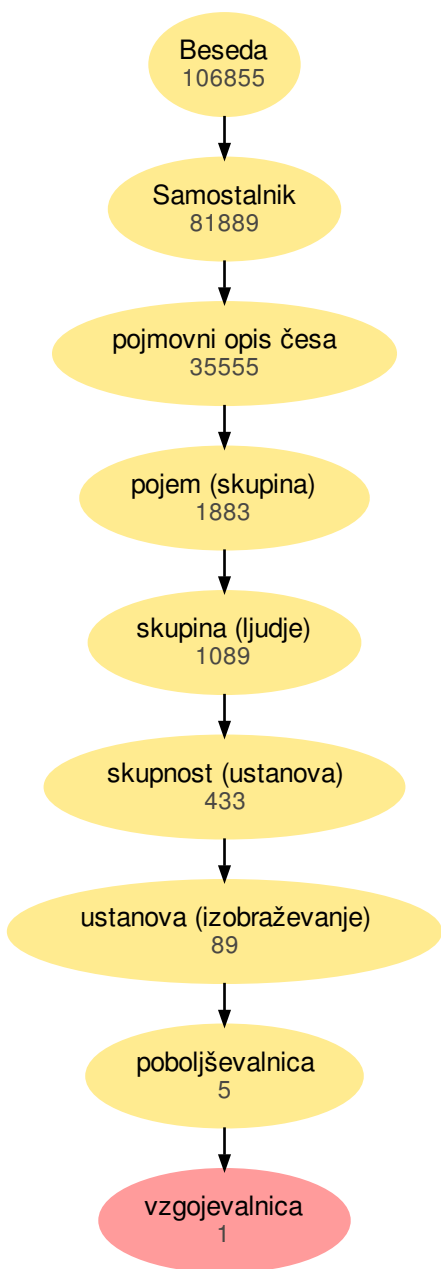 Beseda
106855
Samostalnik
81889
pojmovni opis česa
35555
pojem (skupina)
1883
skupina (ljudje)
1089
skupnost (ustanova)
433
ustanova (izobraževanje)
89
poboljševalnica
5
vzgojevalnica
1